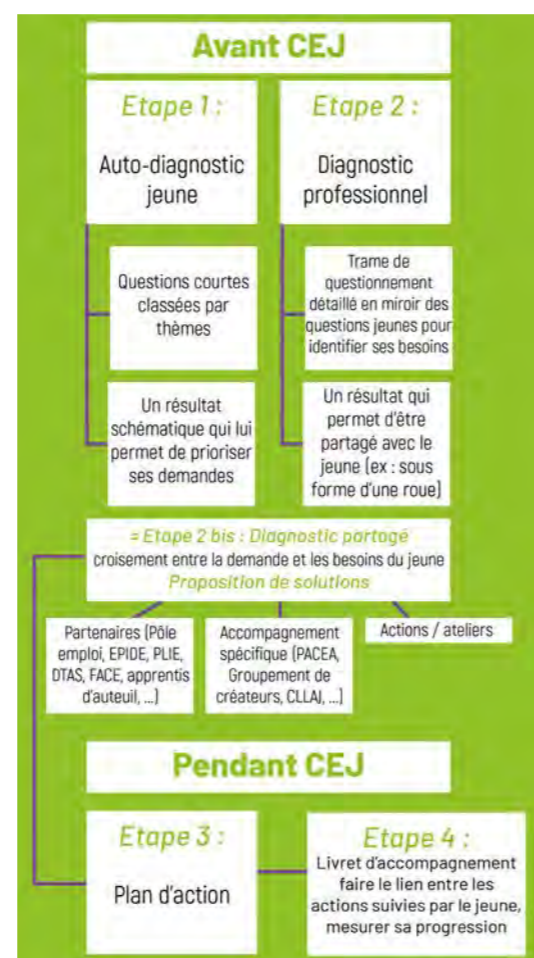 Avant CEJ
Etape 1 :
Auto-diagnostic
jeune
Etape 2 :
Diagnostic
professionnel
Questions courtes
classées par
thèmes
Trame de
questionnement
détaillé en miroir des
questions jeunes pour
identifier ses besoins
Un résultat
schématique qui lui
permet de prioriser
ses demandes
Un résultat qui
permet d'être
partagé avec le
jeune (ex : sous
forme d'une roue)
= Etape 2 bis : Diagnostic partagé
croisement entre la demande et les besoins du jeune
Proposition de solutions
Partenaires (Pôle
emploi, EPIDE, PLIE,
DTAS, FACE, apprentis
d'auteuil, ...)
Accompagnement
spécifique (PACEA,
Groupement de
créateurs, CLLAJ, ...)
Actions / ateliers
Pendant CEJ
Etape 3 :
Plan d'action
Etape 4 :
Livret d'accompagnement
faire le lien entre les
actions suivies par le jeune,
mesurer sa progression